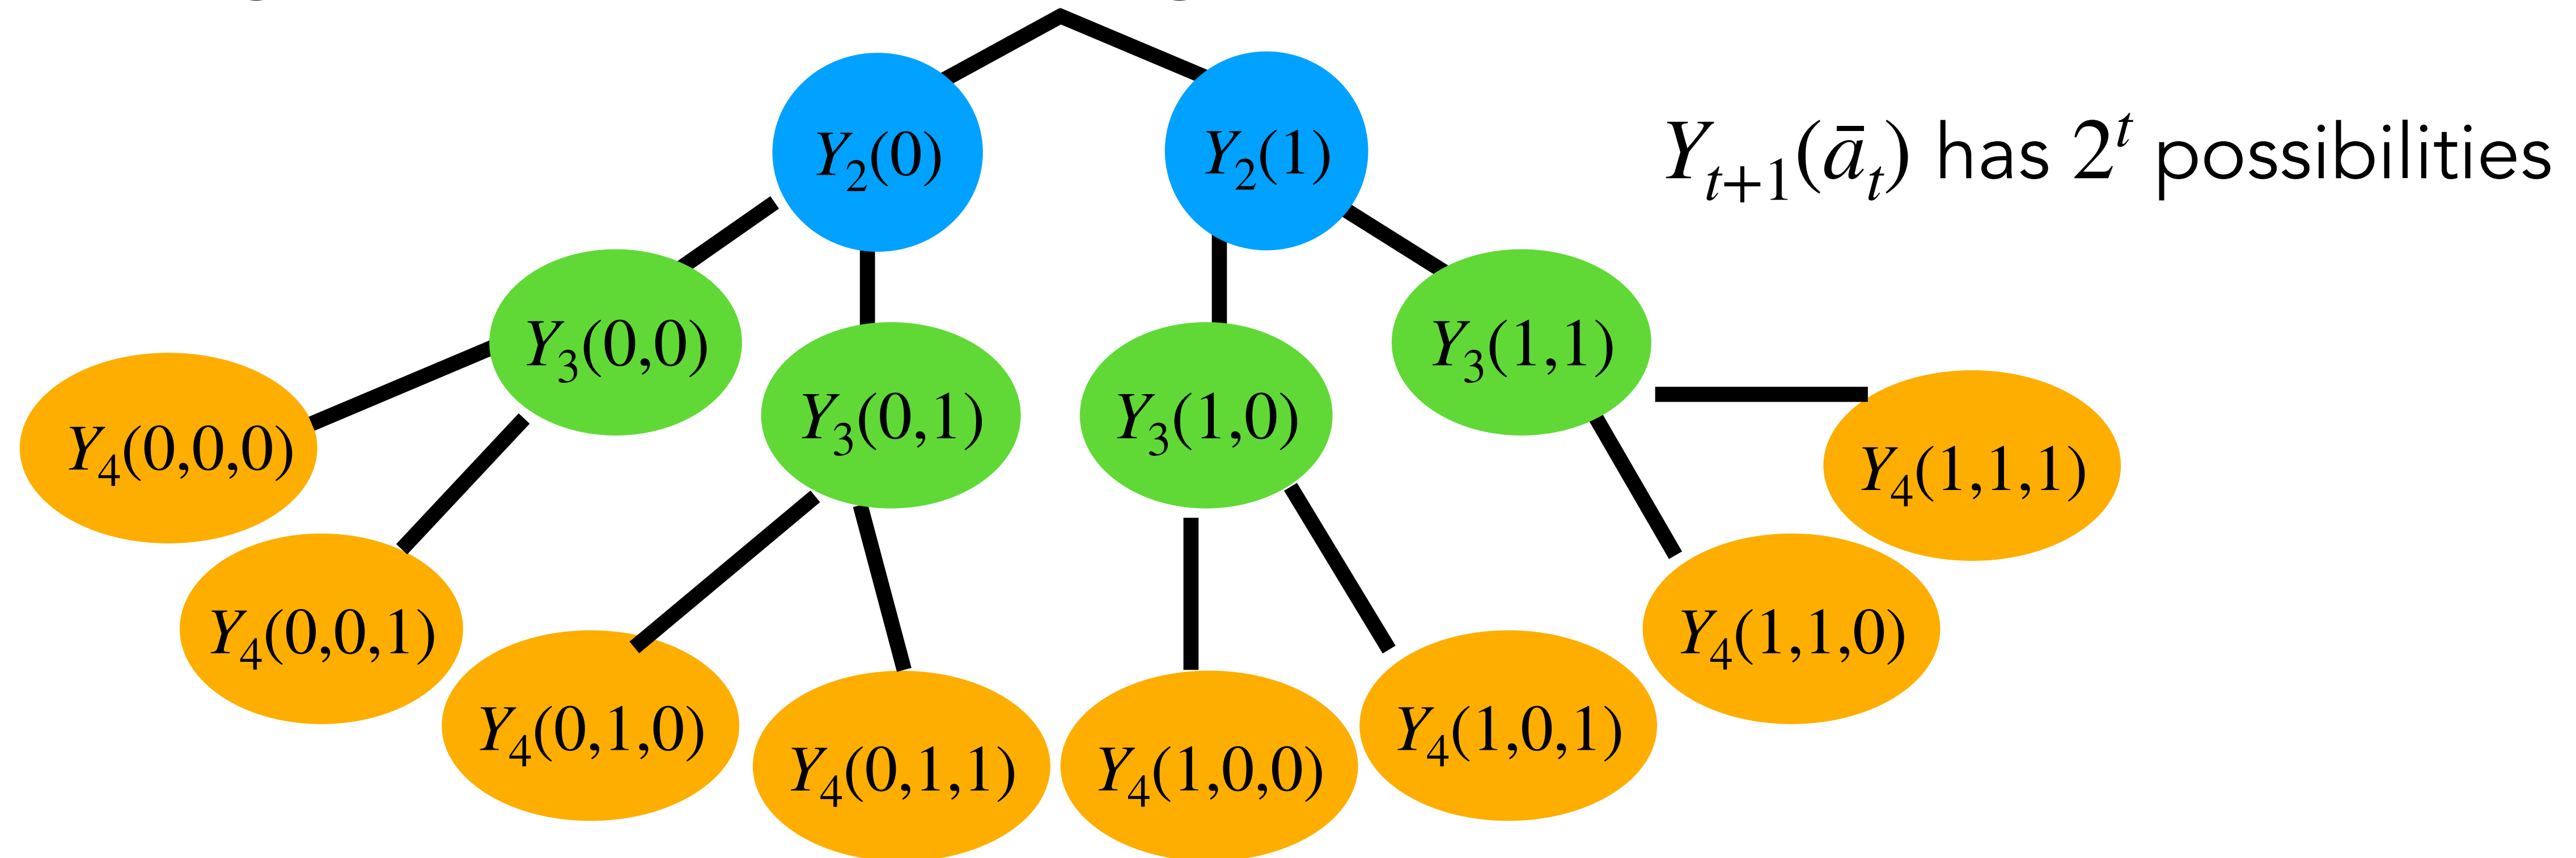 Y₂(0)
Y₂(1)
Yₜ₊₁(āₜ) has 2ᵗ possibilities
Y₃(0,0)
Y₃(0,1)
Y₃(1,0)
Y₃(1,1)
Y₄(0,0,0)
Y₄(0,0,1)
Y₄(0,1,0)
Y₄(0,1,1)
Y₄(1,0,0)
Y₄(1,0,1)
Y₄(1,1,0)
Y₄(1,1,1)